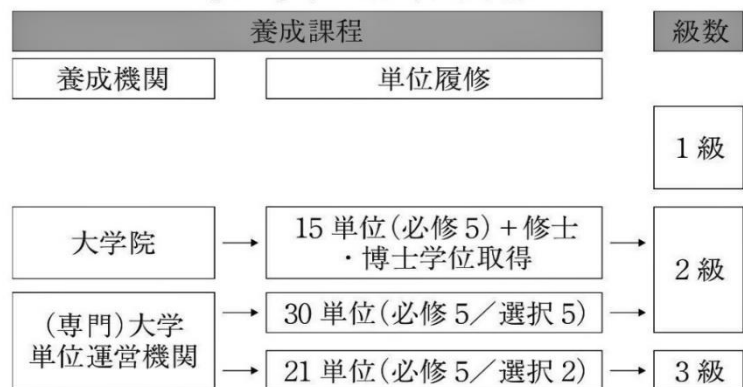 養成課程
級数
養成機関
単位履修
1級
大学院
15単位(必修5)+修士
・博士学位取得
2級
(専門)大学
単位運営機関
30単位(必修5／選択5)
21単位(必修5／選択2)
3級